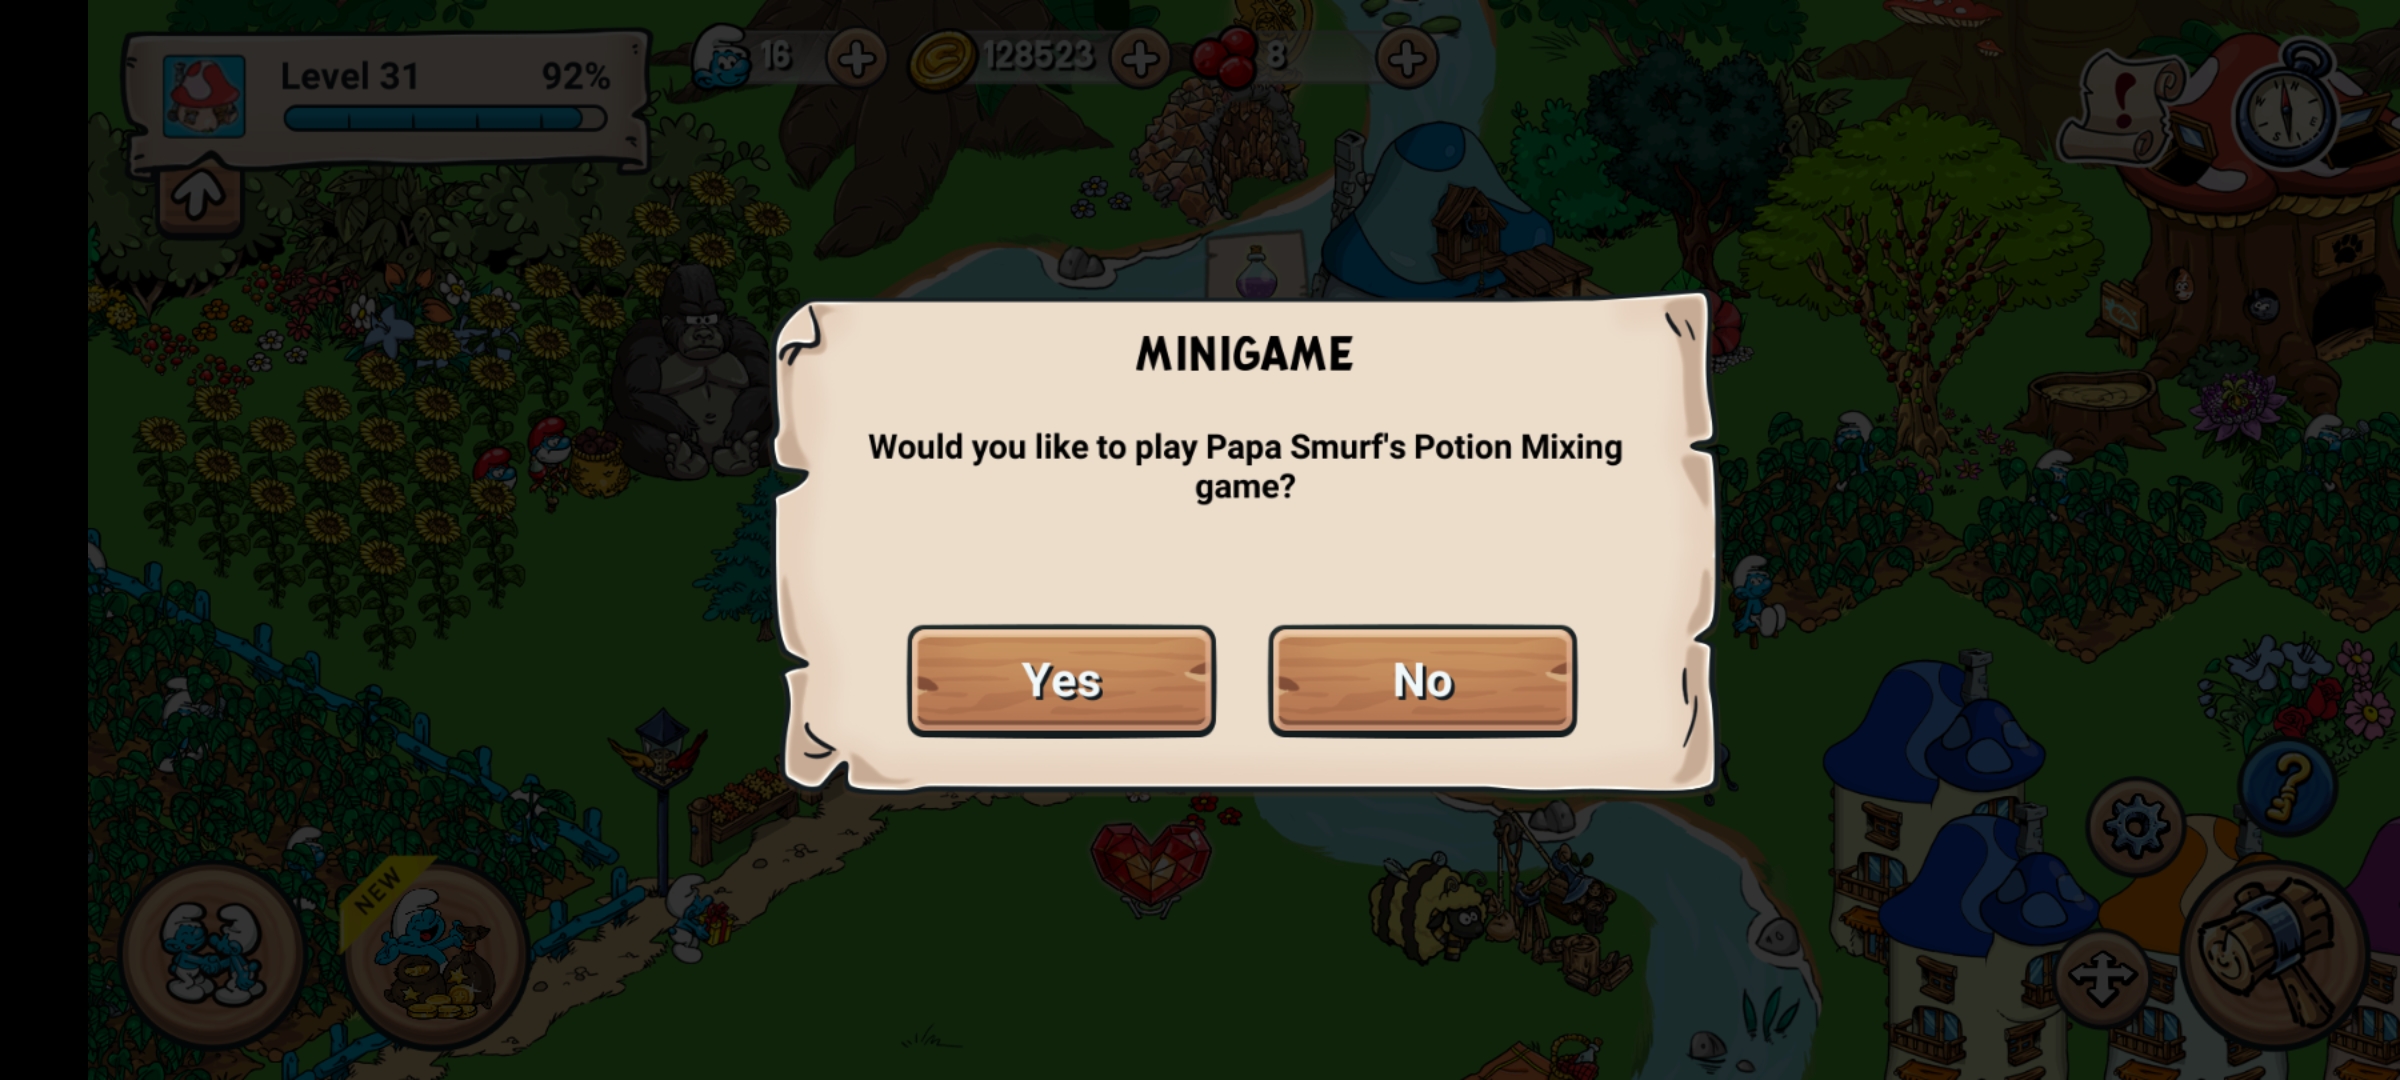 Level 31 92%
16
128523
8
MINIGAME
Would you like to play Papa Smurf's Potion Mixing
game?
Yes
No
NEW